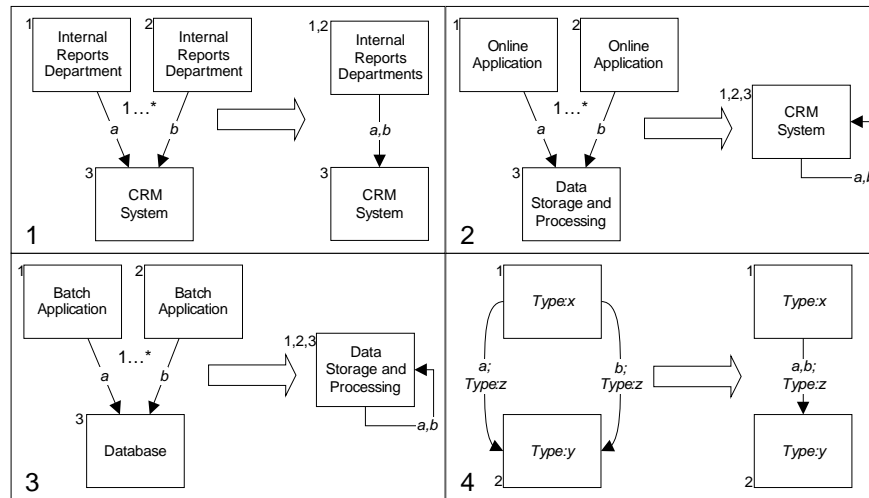 1
Internal
Reports
Department
2
Internal
Reports
Department
1…*
a
b
3
CRM
System
1,2
Internal
Reports
Departments
a,b
3
CRM
System
1
1
Online
Application
2
Online
Application
1…*
a
b
3
Data
Storage and
Processing
1,2,3
CRM
System
a,b
2
1
Batch
Application
2
Batch
Application
1…*
a
b
3
Database
1,2,3
Data
Storage and
Processing
a,b
3
1
Type:x
a;
Type:z
b;
Type:z
2
Type:y
1
Type:x
a,b;
Type:z
2
Type:y
4